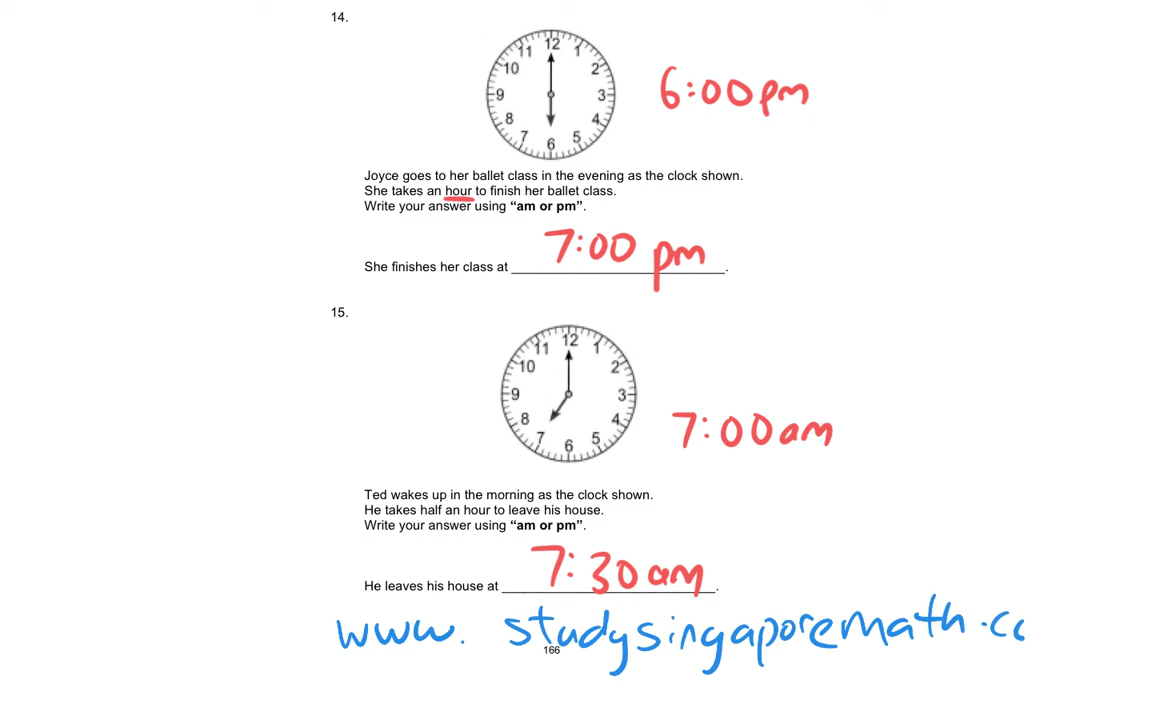 14.
12
11
1
10
2
9
3
8
4
7
5
6
6:00pm
Joyce goes to her ballet class in the evening as the clock shown.
She takes an hour to finish her ballet class.
Write your answer using “am or pm”.
She finishes her class at 7:00 pm.
15.
12
11
1
10
2
9
3
8
4
7
5
6
7:00am
Ted wakes up in the morning as the clock shown.
He takes half an hour to leave his house.
Write your answer using “am or pm”.
He leaves his house at 7:30am.
www. studysingaporemath.co
166